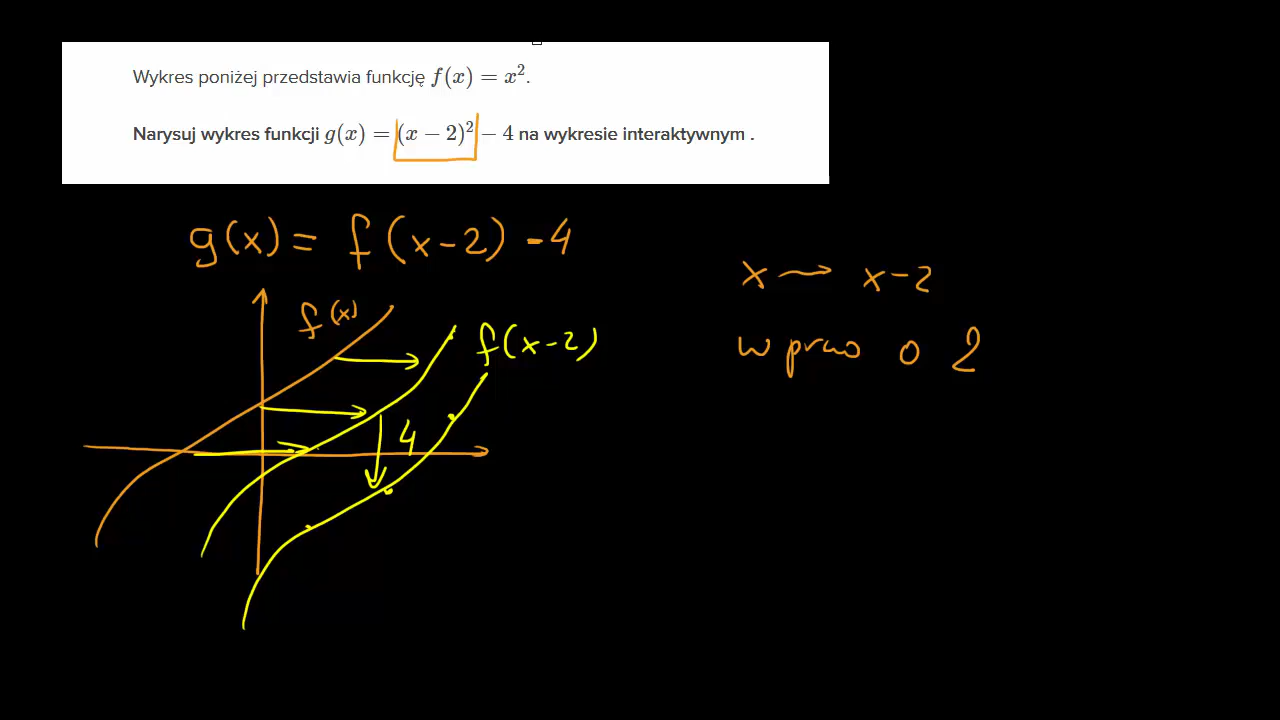 Wykres poniżej przedstawia funkcję f(x) = x².
Narysuj wykres funkcji g(x) = (x − 2)² − 4 na wykresie interaktywnym .
g(x) = f(x-2) -4
x → x-2
f(x)
f(x-2)
w prawo o 2
4